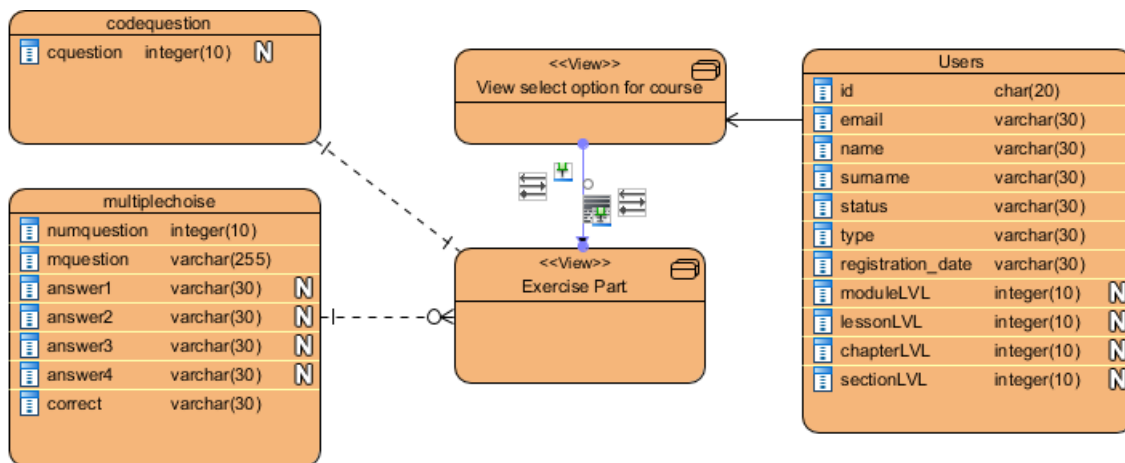 codequestion
cquestion integer(10) N
multiplechoise
numquestion integer(10)
mquestion varchar(255)
answer1 varchar(30) N
answer2 varchar(30) N
answer3 varchar(30) N
answer4 varchar(30) N
correct varchar(30)
<<View>>
View select option for course
<<View>>
Exercise Part
Users
id char(20)
email varchar(30)
name varchar(30)
surname varchar(30)
status varchar(30)
type varchar(30)
registration_date varchar(30)
moduleLVL integer(10) N
lessonLVL integer(10) N
chapterLVL integer(10) N
sectionLVL integer(10) N